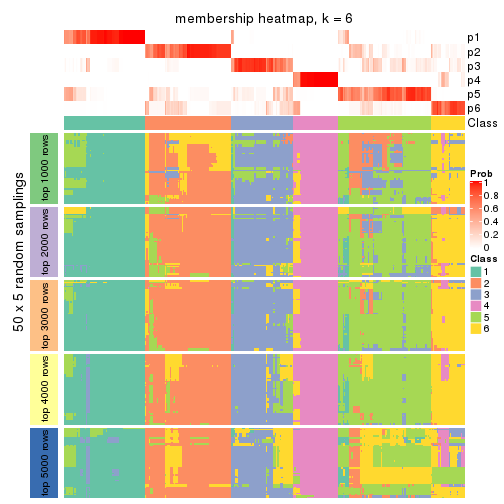 membership heatmap, k = 6
p1
p2
p3
p4
p5
p6
Class
50 x 5 random samplings
top 1000 rows
top 2000 rows
top 3000 rows
top 4000 rows
top 5000 rows
Prob
1
0.8
0.6
0.4
0.2
0
Class
1
2
3
4
5
6